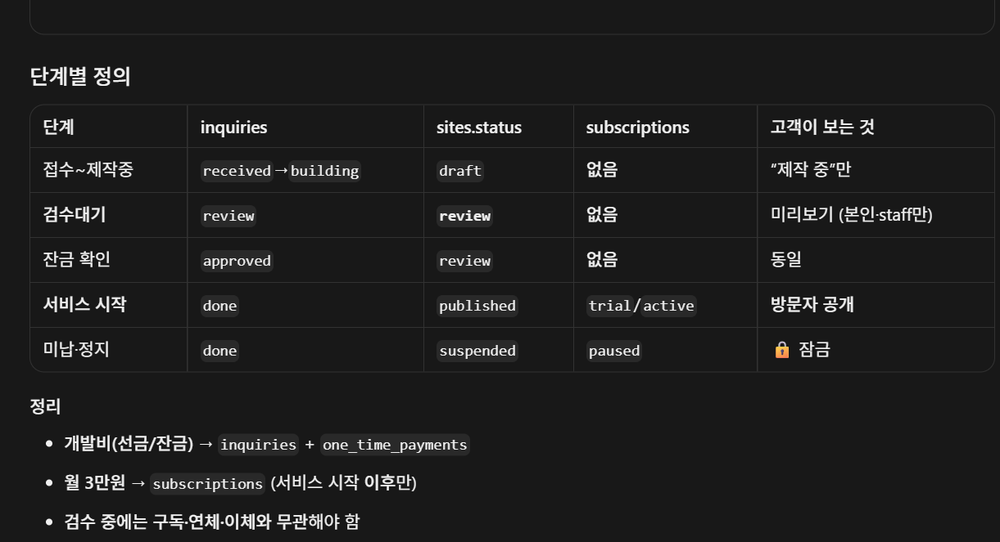 단계별 정의
단계 inquiries sites.status subscriptions 고객이 보는 것
접수~제작중 received→building draft 없음 “제작 중”만
검수대기 review review 없음 미리보기 (본인·staff만)
잔금 확인 approved review 없음 동일
서비스 시작 done published trial/active 방문자 공개
미납·정지 done suspended paused 🔒 잠금
정리
• 개발비(선금/잔금) → inquiries + one_time_payments
• 월 3만원 → subscriptions (서비스 시작 이후만)
• 검수 중에는 구독·연체·이체와 무관해야 함